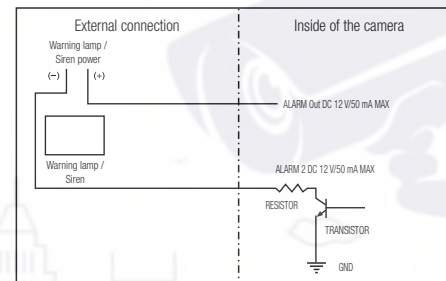 External connection
Inside of the camera
Warning lamp /
Siren power
(–)
(+)
ALARM Out DC 12 V/50 mA MAX
Warning lamp /
Siren
ALARM 2 DC 12 V/50 mA MAX
RESISTOR
TRANSISTOR
GND